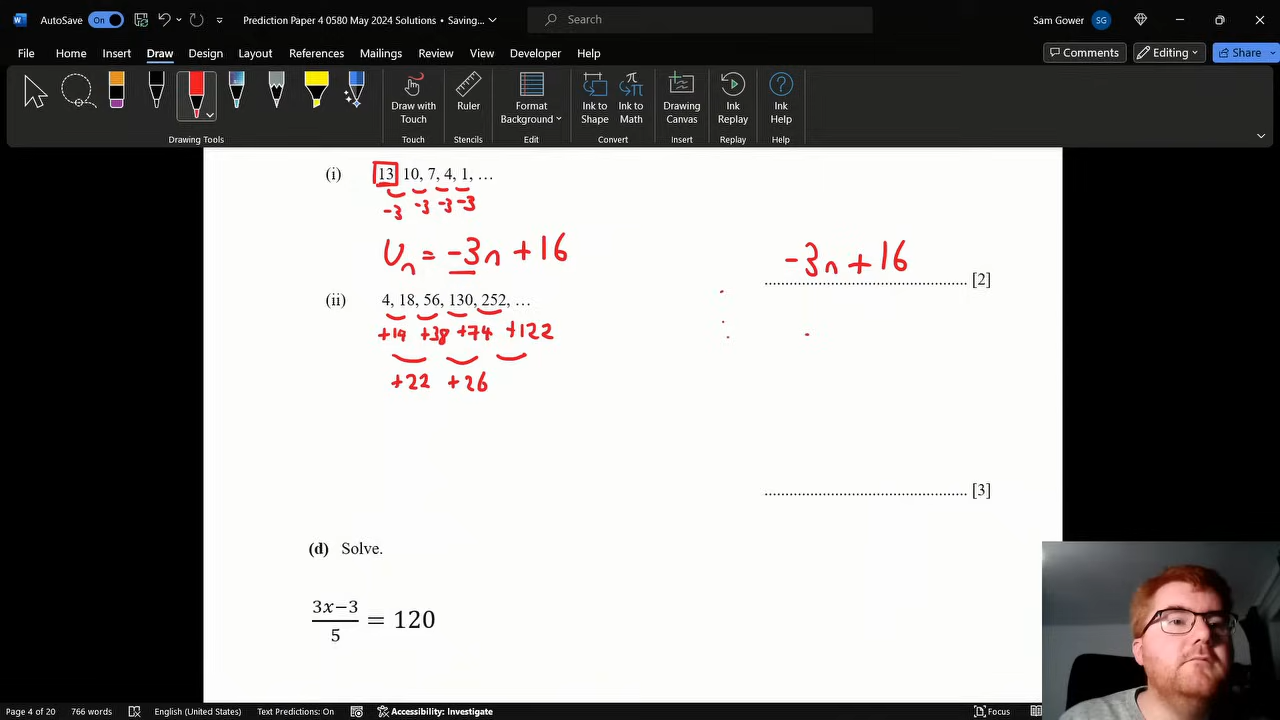 AutoSave On Prediction Paper 4 0580 May 2024 Solutions • Saving... Search Sam Gower SG
File Home Insert Draw Design Layout References Mailings Review View Developer Help Comments Editing Share
Draw with Touch Ruler Format Background Ink to Shape Ink to Math Drawing Canvas Ink Replay Ink Help
Drawing Tools Touch Stencils Edit Convert Insert Replay Help
(i) 13 10, 7, 4, 1, …
-3 -3 -3 -3
Un = -3n + 16
-3n + 16
........................................ [2]
(ii) 4, 18, 56, 130, 252, …
+14 +38 +74 +122
+22 +26
........................................ [3]
(d) Solve.
3x−3
5
= 120
Page 4 of 20 766 words English (United States) Text Predictions: On Accessibility: Investigate Focus